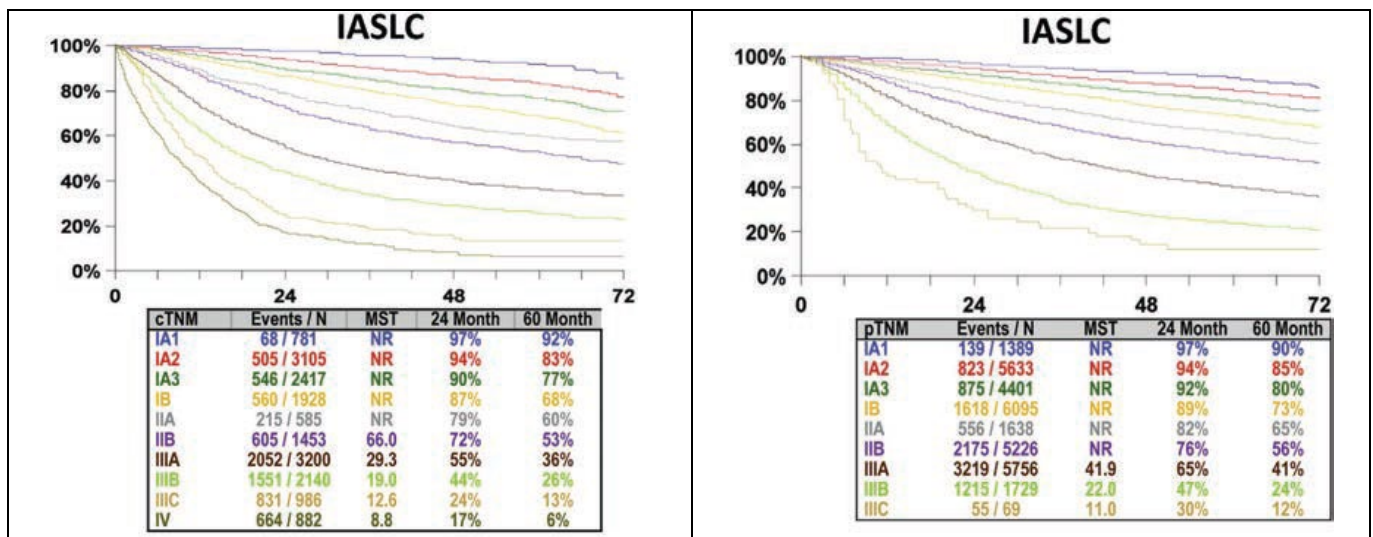 IASLC
100%
80%
60%
40%
20%
0%
0 24 48 72
cTNM Events / N MST 24 Month 60 Month
IA1 68 / 781 NR 97% 92%
IA2 505 / 3105 NR 94% 83%
IA3 546 / 2417 NR 90% 77%
IB 560 / 1928 NR 87% 68%
IIA 215 / 585 NR 79% 60%
IIB 605 / 1453 66.0 72% 53%
IIIA 2052 / 3200 29.3 55% 36%
IIIB 1551 / 2140 19.0 44% 26%
IIIC 831 / 986 12.6 24% 13%
IV 664 / 882 8.8 17% 6%
IASLC
100%
80%
60%
40%
20%
0%
0 24 48 72
pTNM Events / N MST 24 Month 60 Month
IA1 139 / 1389 NR 97% 90%
IA2 823 / 5633 NR 94% 85%
IA3 875 / 4401 NR 92% 80%
IB 1618 / 6095 NR 89% 73%
IIA 556 / 1638 NR 82% 65%
IIB 2175 / 5226 NR 76% 56%
IIIA 3219 / 5756 41.9 65% 41%
IIIB 1215 / 1729 22.0 47% 24%
IIIC 55 / 69 11.0 30% 12%